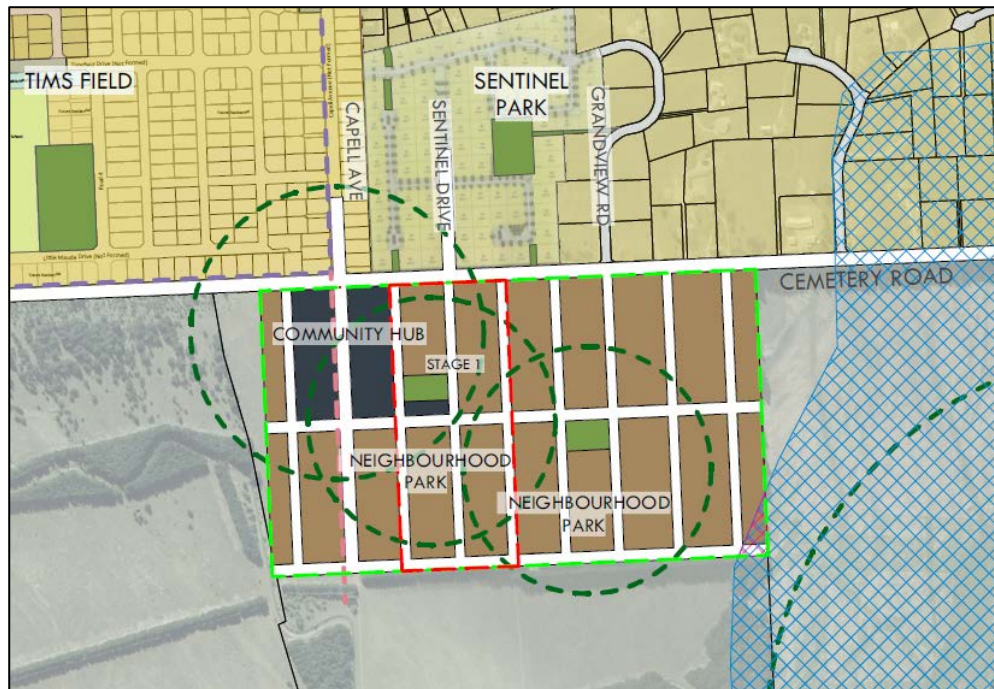 TIMS FIELD
SENTINEL
PARK
CAPELL AVE
SENTINEL DRIVE
GRANDVIEW RD
CEMETERY ROAD
COMMUNITY HUB
STAGE 1
NEIGHBOURHOOD
PARK
NEIGHBOURHOOD
PARK